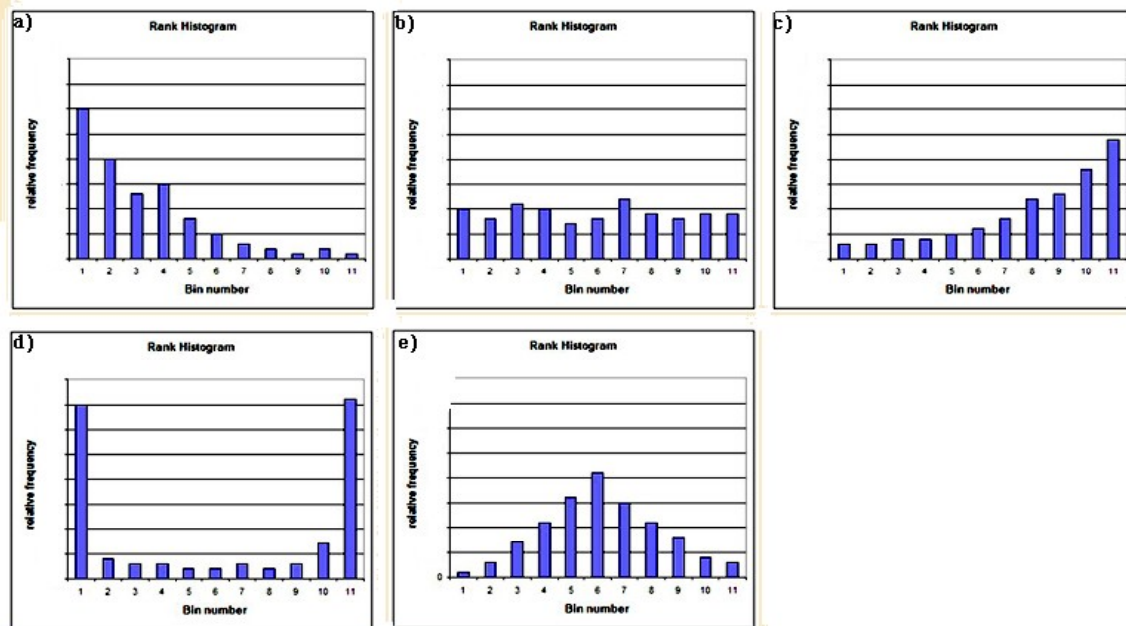 a)
Rank Histogram
relative frequency
1 2 3 4 5 6 7 8 9 10 11
Bin number
b)
Rank Histogram
relative frequency
1 2 3 4 5 6 7 8 9 10 11
Bin number
c)
Rank Histogram
relative frequency
1 2 3 4 5 6 7 8 9 10 11
Bin number
d)
Rank Histogram
relative frequency
1 2 3 4 5 6 7 8 9 10 11
Bin number
e)
Rank Histogram
relative frequency
0
1 2 3 4 5 6 7 8 9 10 11
Bin number